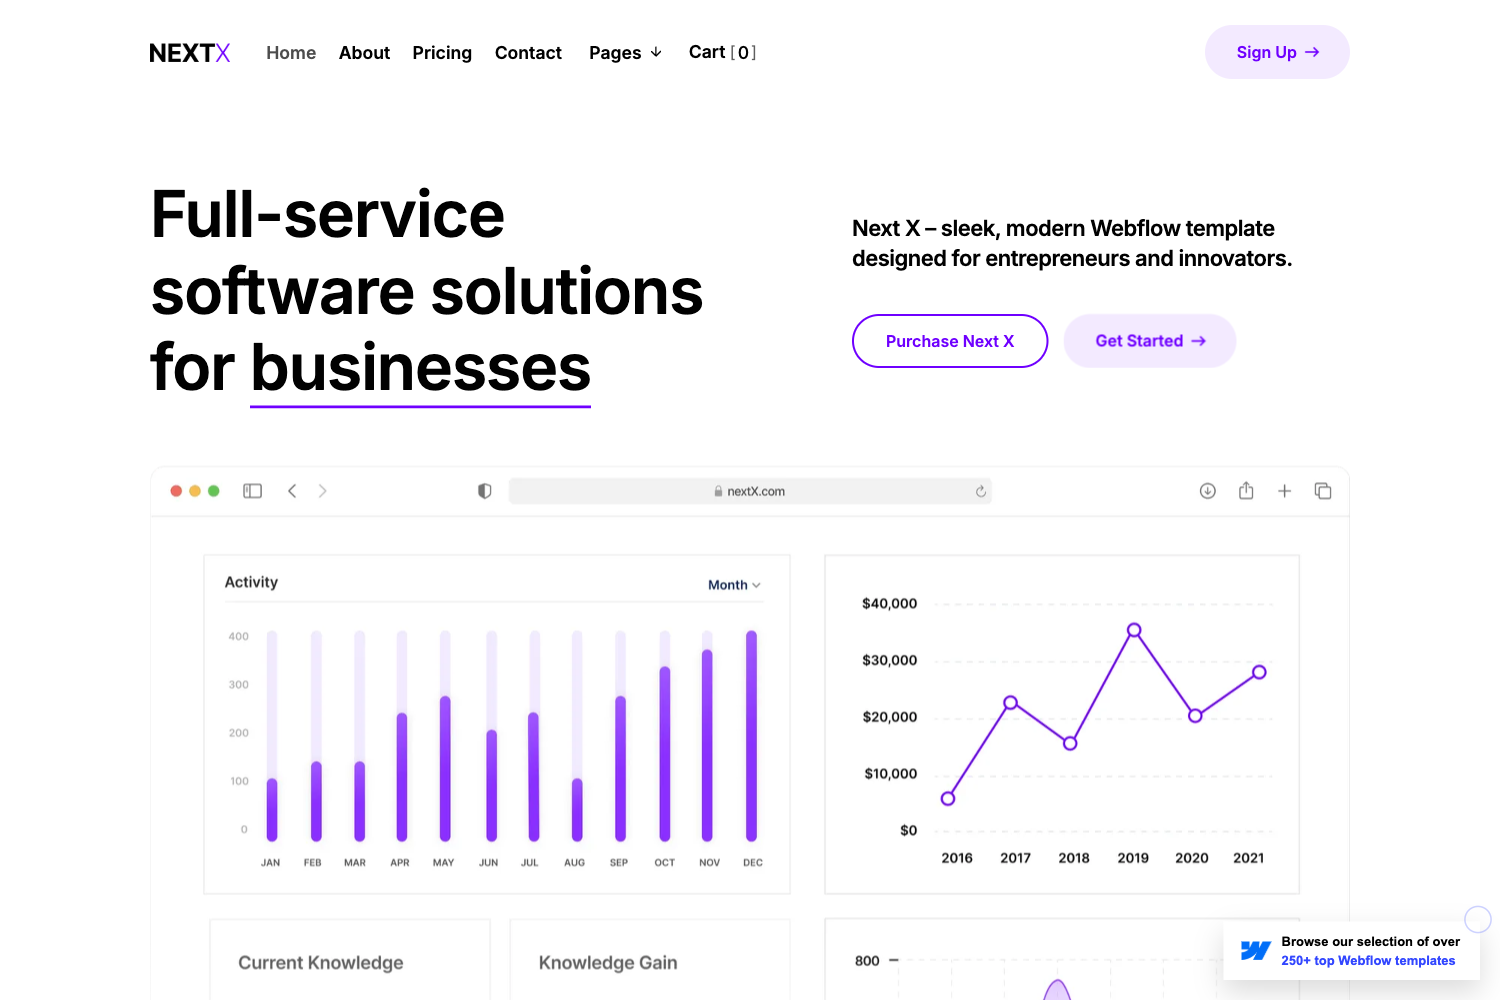 NEXTX Home About Pricing Contact Pages Cart [0] Sign Up
Full-service
software solutions
for businesses
Next X – sleek, modern Webflow template
designed for entrepreneurs and innovators.
Purchase Next X Get Started
nextX.com
Activity Month
400
300
200
100
0
JAN FEB MAR APR MAY JUN JUL AUG SEP OCT NOV DEC
$40,000
$30,000
$20,000
$10,000
$0
2016 2017 2018 2019 2020 2021
Current Knowledge
Knowledge Gain
800
Browse our selection of over
250+ top Webflow templates